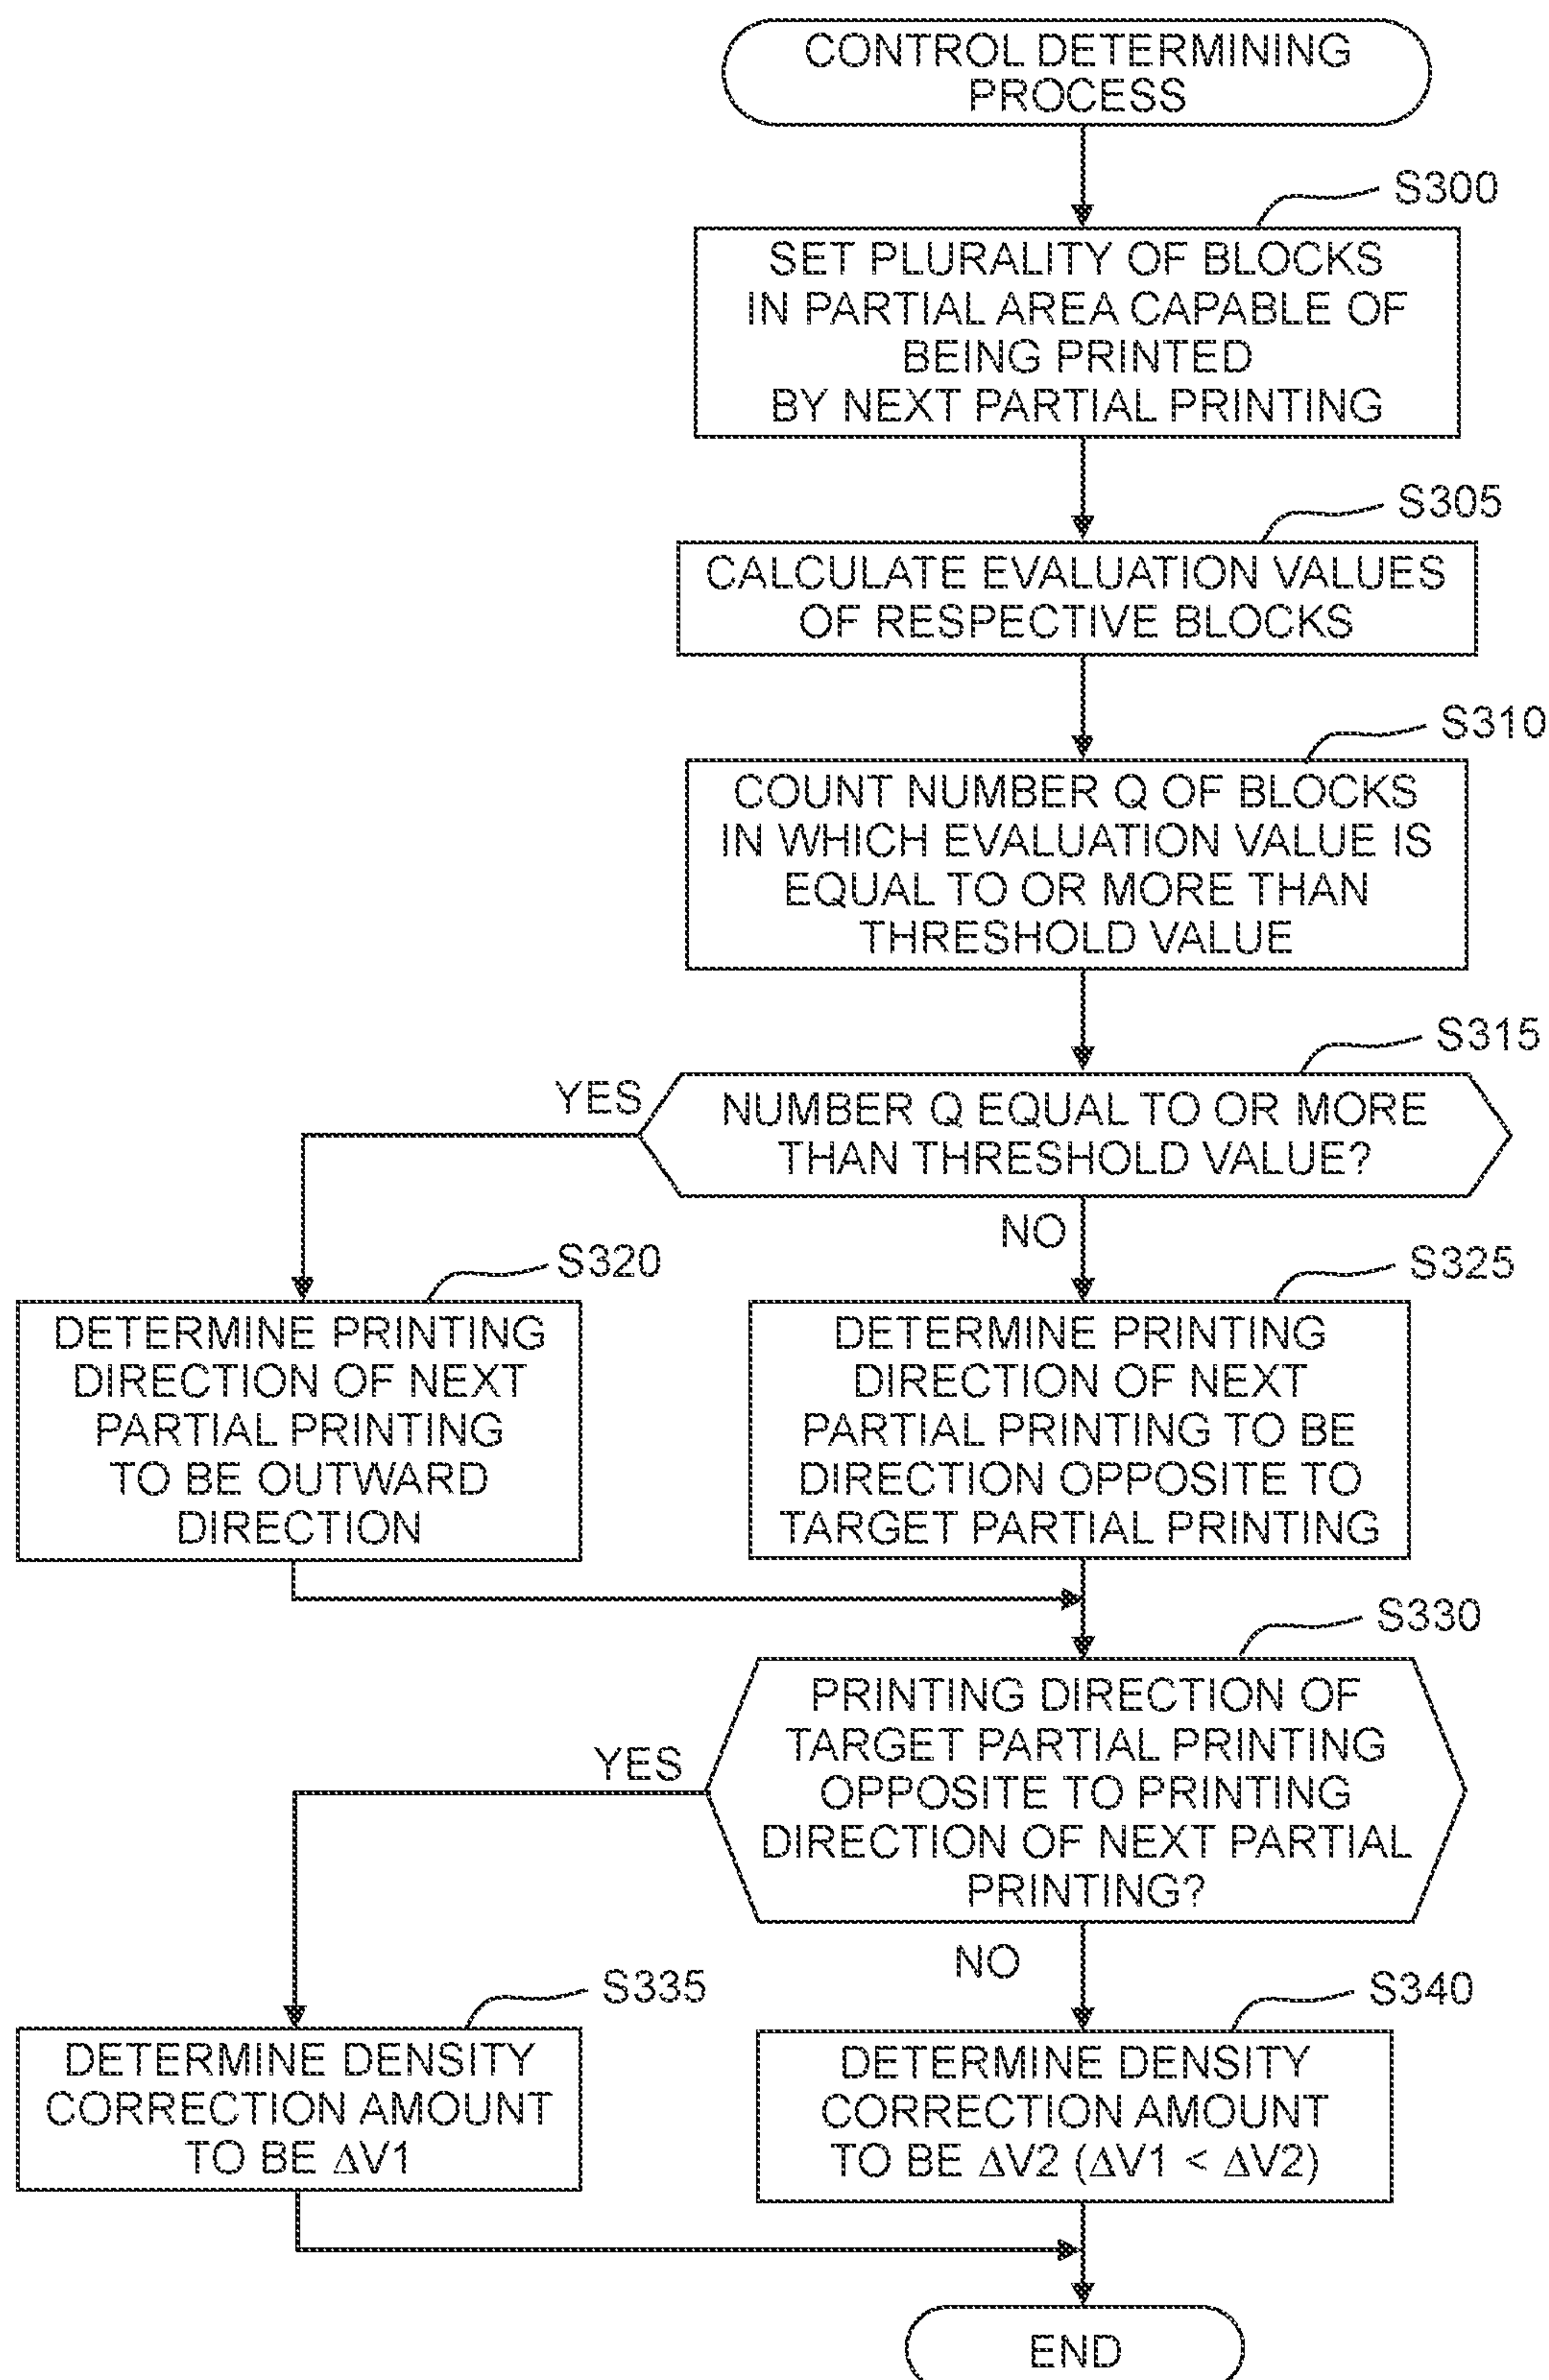 CONTROL DETERMINING
PROCESS
S300
SET PLURALITY OF BLOCKS
IN PARTIAL AREA CAPABLE OF
BEING PRINTED
BY NEXT PARTIAL PRINTING
S305
CALCULATE EVALUATION VALUES
OF RESPECTIVE BLOCKS
S310
COUNT NUMBER Q OF BLOCKS
IN WHICH EVALUATION VALUE IS
EQUAL TO OR MORE THAN
THRESHOLD VALUE
S315
YES
NUMBER Q EQUAL TO OR MORE
THAN THRESHOLD VALUE?
NO
S320
DETERMINE PRINTING
DIRECTION OF NEXT
PARTIAL PRINTING
TO BE OUTWARD
DIRECTION
S325
DETERMINE PRINTING
DIRECTION OF NEXT
PARTIAL PRINTING TO BE
DIRECTION OPPOSITE TO
TARGET PARTIAL PRINTING
S330
PRINTING DIRECTION OF
TARGET PARTIAL PRINTING
OPPOSITE TO PRINTING
DIRECTION OF NEXT PARTIAL
PRINTING?
YES
NO
S335
DETERMINE DENSITY
CORRECTION AMOUNT
TO BE ΔV1
S340
DETERMINE DENSITY
CORRECTION AMOUNT
TO BE ΔV2 (ΔV1 < ΔV2)
END